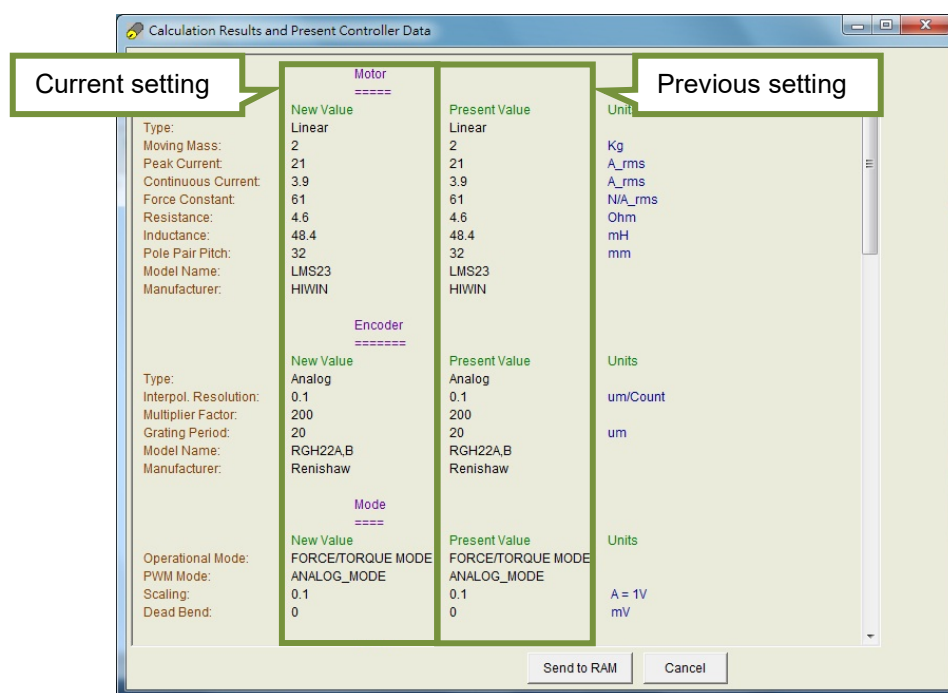 Calculation Results and Present Controller Data
Current setting
Previous setting
Motor
=====
New Value Present Value Unit
Type: Linear Linear
Moving Mass: 2 2 Kg
Peak Current: 21 21 A_rms
Continuous Current: 3.9 3.9 A_rms
Force Constant: 61 61 N/A_rms
Resistance: 4.6 4.6 Ohm
Inductance: 48.4 48.4 mH
Pole Pair Pitch: 32 32 mm
Model Name: LMS23 LMS23
Manufacturer: HIWIN HIWIN
Encoder
=======
New Value Present Value Units
Type: Analog Analog
Interpol. Resolution: 0.1 0.1 um/Count
Multiplier Factor: 200 200
Grating Period: 20 20 um
Model Name: RGH22A,B RGH22A,B
Manufacturer: Renishaw Renishaw
Mode
====
New Value Present Value Units
Operational Mode: FORCE/TORQUE MODE FORCE/TORQUE MODE
PWM Mode: ANALOG_MODE ANALOG_MODE
Scaling: 0.1 0.1 A = 1V
Dead Bend: 0 0 mV
Send to RAM Cancel